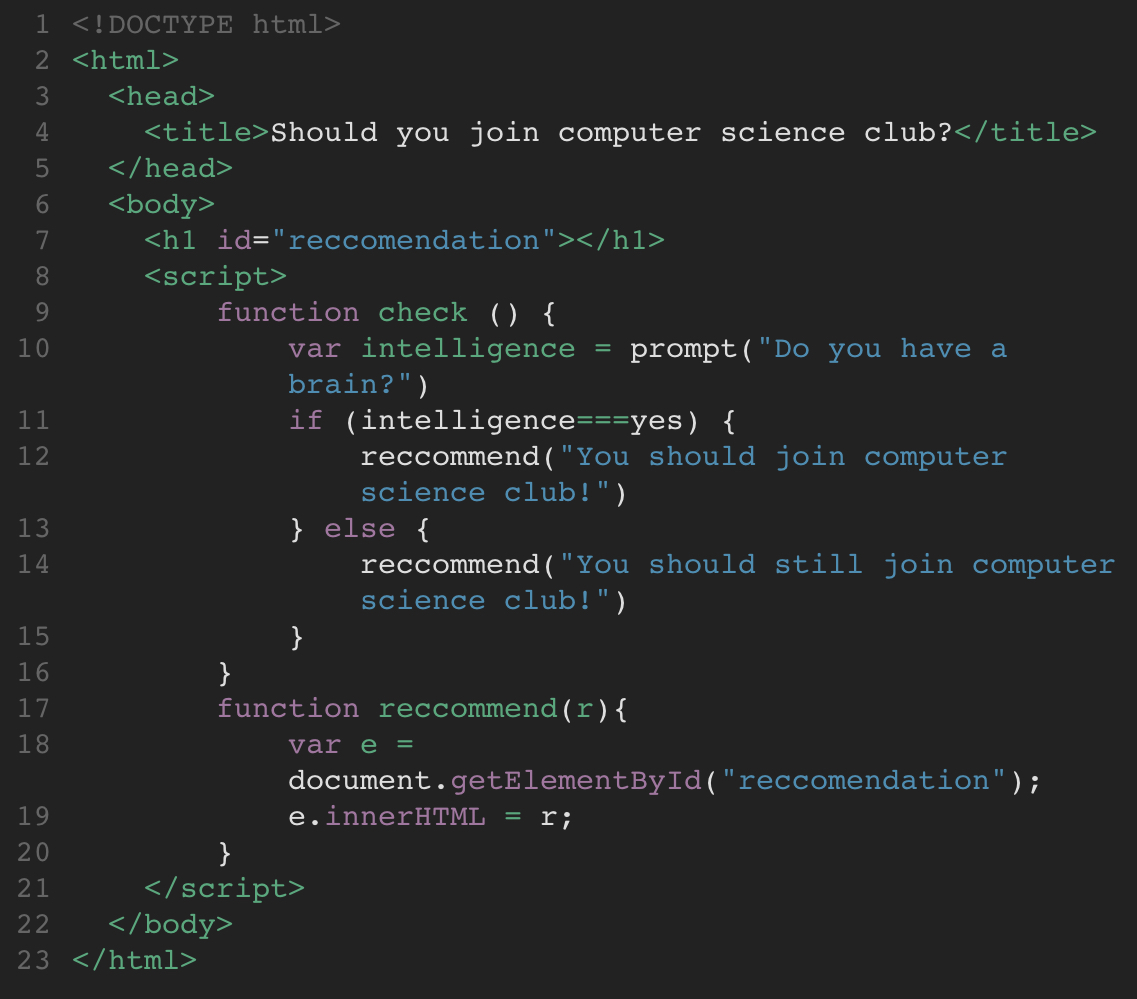 1 <!DOCTYPE html>
2 <html>
3   <head>
4     <title>Should you join computer science club?</title>
5   </head>
6   <body>
7     <h1 id="reccomendation"></h1>
8     <script>
9         function check () {
10             var intelligence = prompt("Do you have a
            brain?")
11             if (intelligence===yes) {
12                 reccommend("You should join computer
                science club!")
13             } else {
14                 reccommend("You should still join computer
                science club!")
15             }
16         }
17         function reccommend(r){
18             var e =
            document.getElementById("reccomendation");
19             e.innerHTML = r;
20         }
21     </script>
22   </body>
23 </html>